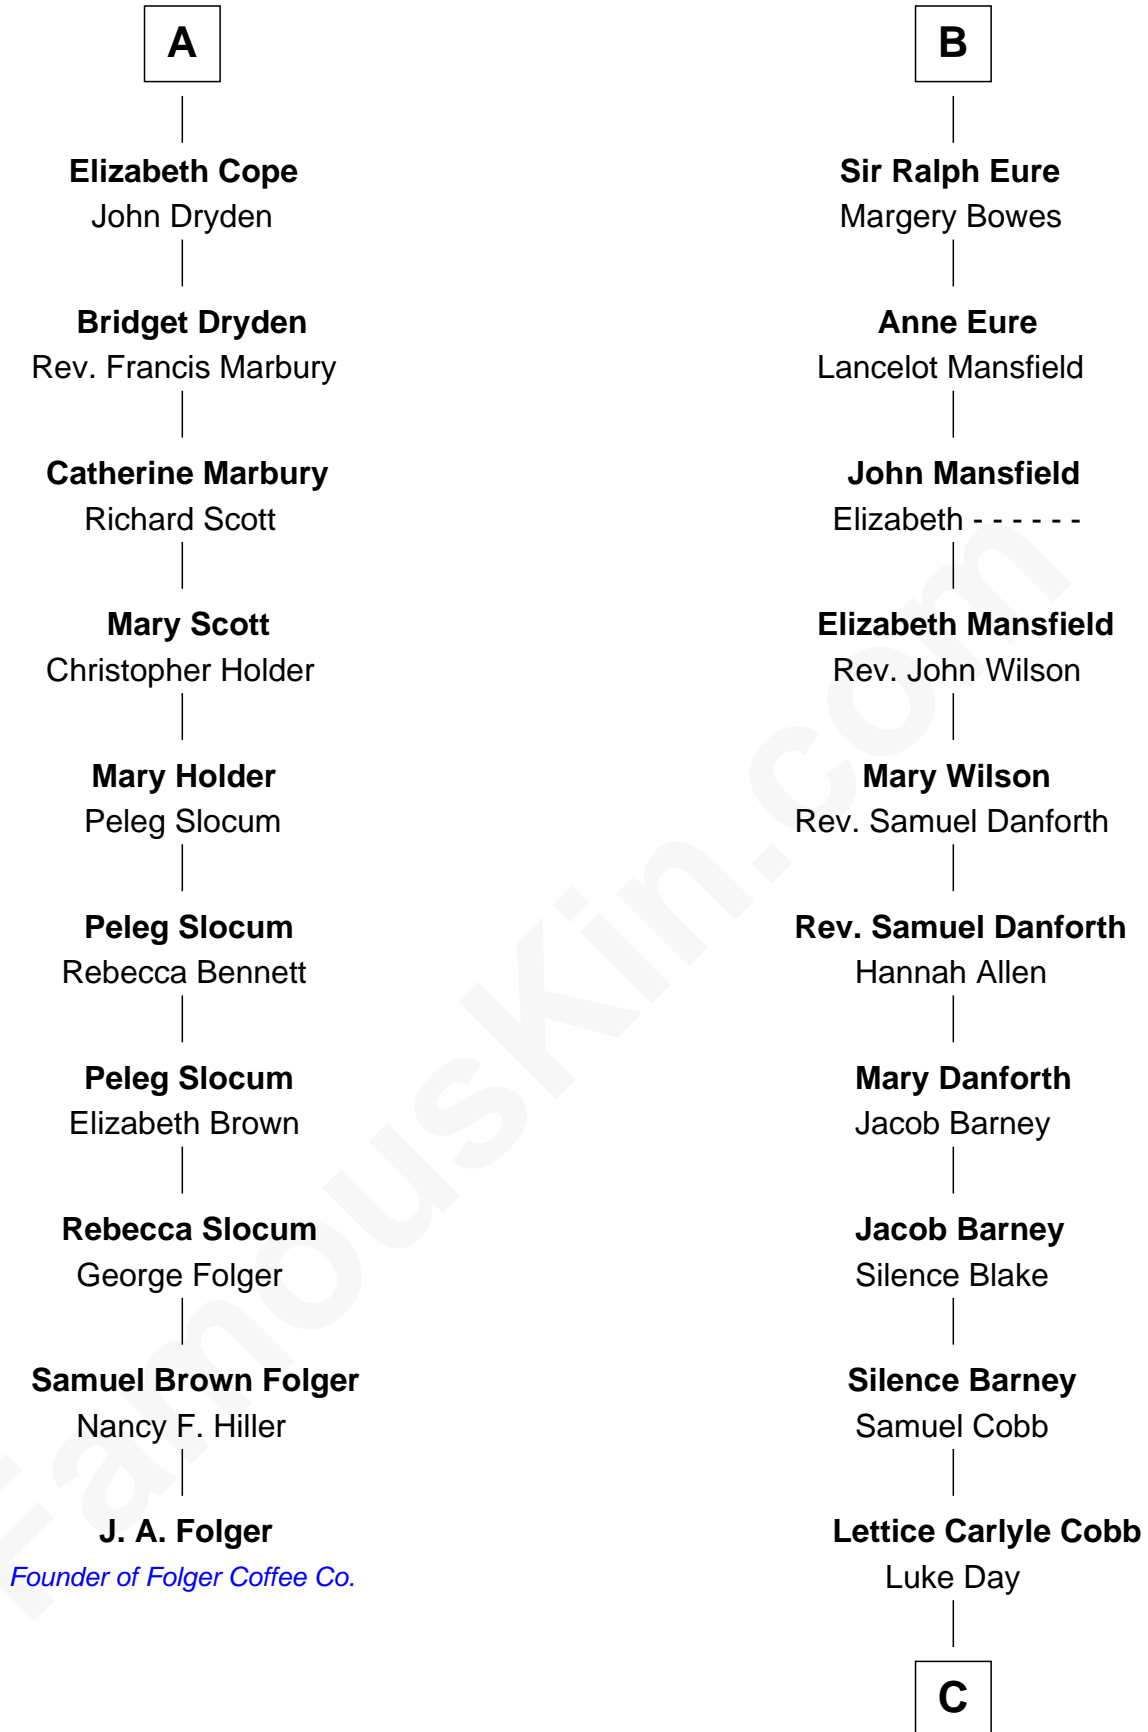 A
Elizabeth Cope
John Dryden
Bridget Dryden
Rev. Francis Marbury
Catherine Marbury
Richard Scott
Mary Scott
Christopher Holder
Mary Holder
Peleg Slocum
Peleg Slocum
Rebecca Bennett
Peleg Slocum
Elizabeth Brown
Rebecca Slocum
George Folger
Samuel Brown Folger
Nancy F. Hiller
J. A. Folger
Founder of Folger Coffee Co.
B
Sir Ralph Eure
Margery Bowes
Anne Eure
Lancelot Mansfield
John Mansfield
Elizabeth - - - - - -
Elizabeth Mansfield
Rev. John Wilson
Mary Wilson
Rev. Samuel Danforth
Rev. Samuel Danforth
Hannah Allen
Mary Danforth
Jacob Barney
Jacob Barney
Silence Blake
Silence Barney
Samuel Cobb
Lettice Carlyle Cobb
Luke Day
C
FamousKin.com